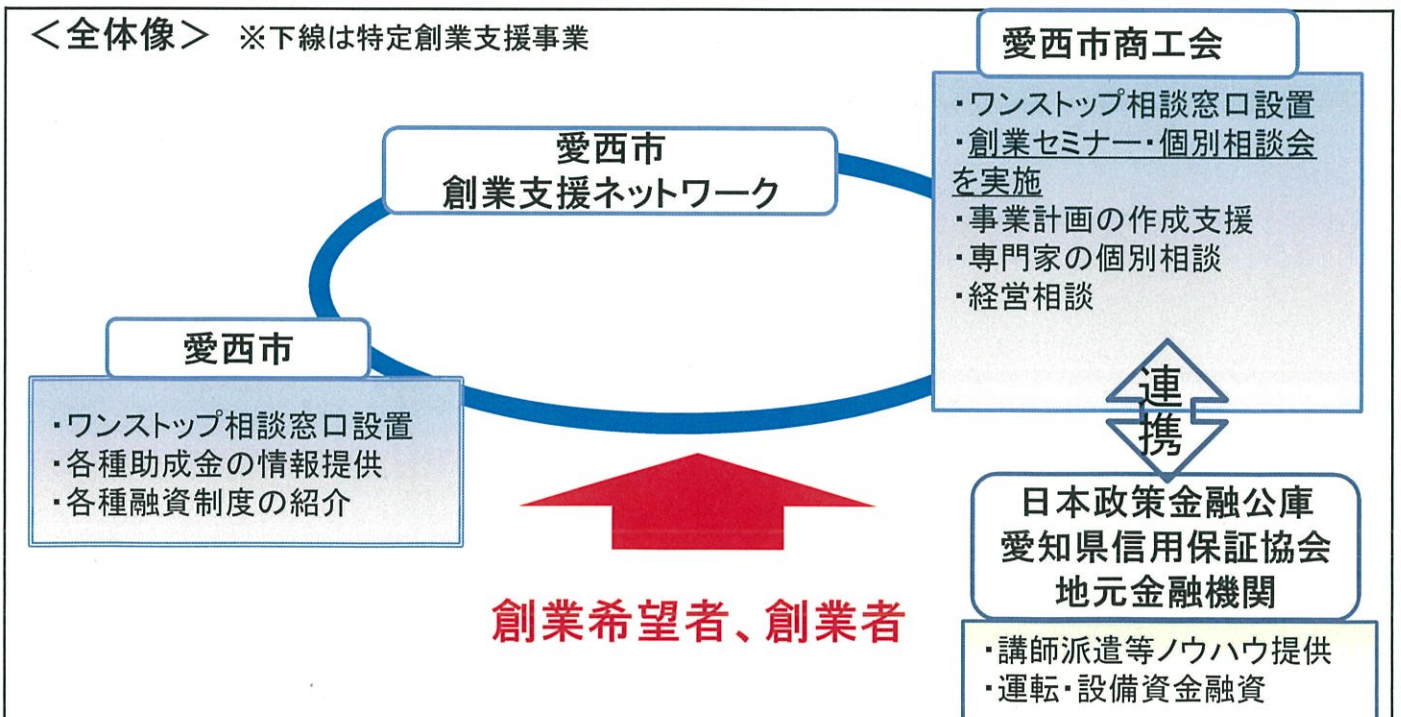 ＜全体像＞ ※下線は特定創業支援事業
愛西市商工会
・ワンストップ相談窓口設置
・創業セミナー・個別相談会
を実施
・事業計画の作成支援
・専門家の個別相談
・経営相談
愛西市
創業支援ネットワーク
愛西市
・ワンストップ相談窓口設置
・各種助成金の情報提供
・各種融資制度の紹介
連
携
日本政策金融公庫
愛知県信用保証協会
地元金融機関
・講師派遣等ノウハウ提供
・運転・設備資金融資
創業希望者、創業者